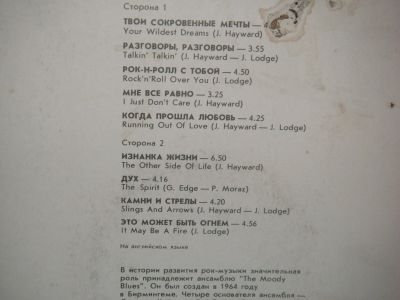 Сторона 1
ТВОИ СОКРОВЕННЫЕ МЕЧТЫ — 4.
Your Wildest Dreams (J. Hayward)
РАЗГОВОРЫ, РАЗГОВОРЫ — 3.55
Talkin' Talkin' (J. Hayward — J. Lodge)
РОК-Н-РОЛЛ С ТОБОЙ — 4.50
Rock'n'Roll Over You (J. Lodge)
МНЕ ВСЕ РАВНО — 3.25
I Just Don't Care (J. Hayward)
КОГДА ПРОШЛА ЛЮБОВЬ — 4.25
Running Out Of Love (J. Hayward — J. Lodge)
Сторона 2
ИЗНАНКА ЖИЗНИ — 6.50
The Other Side Of Life (J. Hayward)
ДУХ — 4.16
The Spirit (G. Edge — P. Moraz)
КАМНИ И СТРЕЛЫ — 4.20
Slings And Arrows (J. Hayward — J. Lodge)
ЭТО МОЖЕТ БЫТЬ ОГНЕМ — 4.56
It May Be A Fire (J. Lodge)
На английском языке
В истории развития рок-музыки значительная
роль принадлежит ансамблю "The Moody
Blues". Он был создан в 1964 году
в Бирмингеме. Четыре основателя ансамбля —